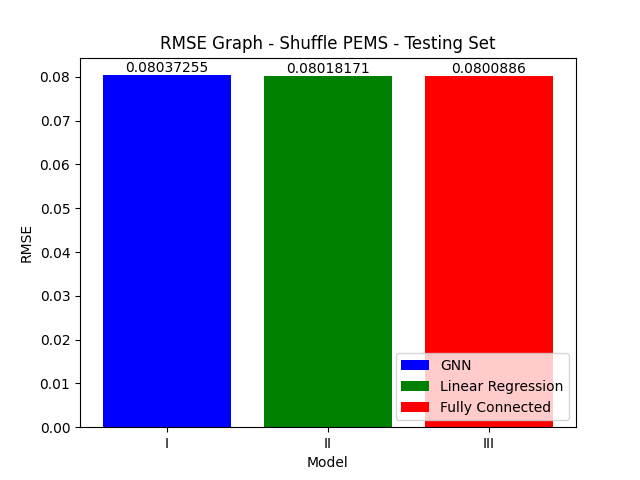 RMSE Graph - Shuffle PEMS - Testing Set
0.08037255
0.08018171
0.0800886
0.08
0.07
0.06
0.05
0.04
0.03
0.02
0.01
0.00
RMSE
GNN
Linear Regression
Fully Connected
I
II
III
Model